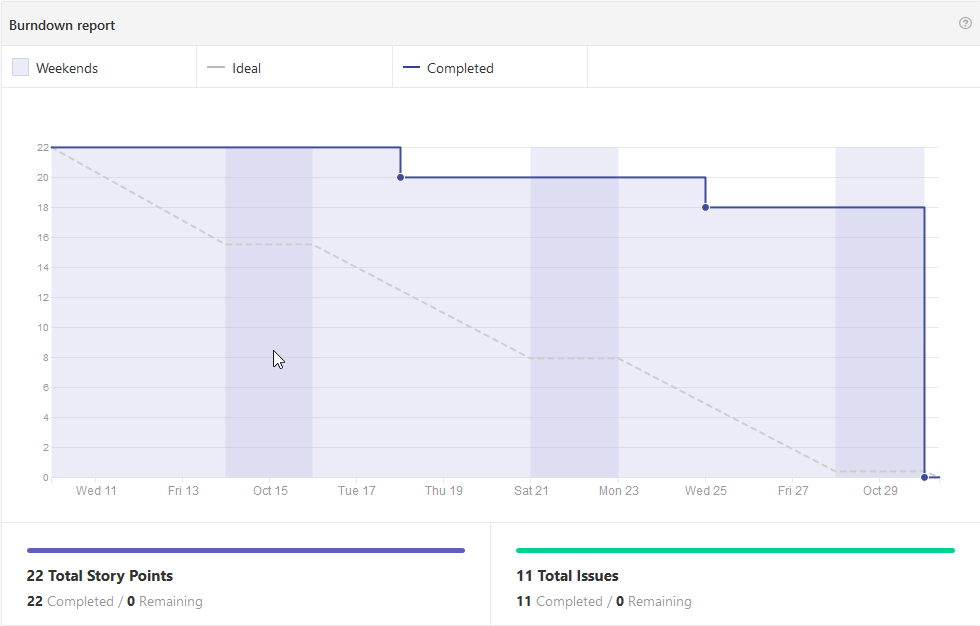 Burndown report ?
Weekends Ideal Completed
22
20
18
16
14
12
10
8
6
4
2
0
Wed 11 Fri 13 Oct 15 Tue 17 Thu 19 Sat 21 Mon 23 Wed 25 Fri 27 Oct 29
22 Total Story Points
22 Completed / 0 Remaining
11 Total Issues
11 Completed / 0 Remaining